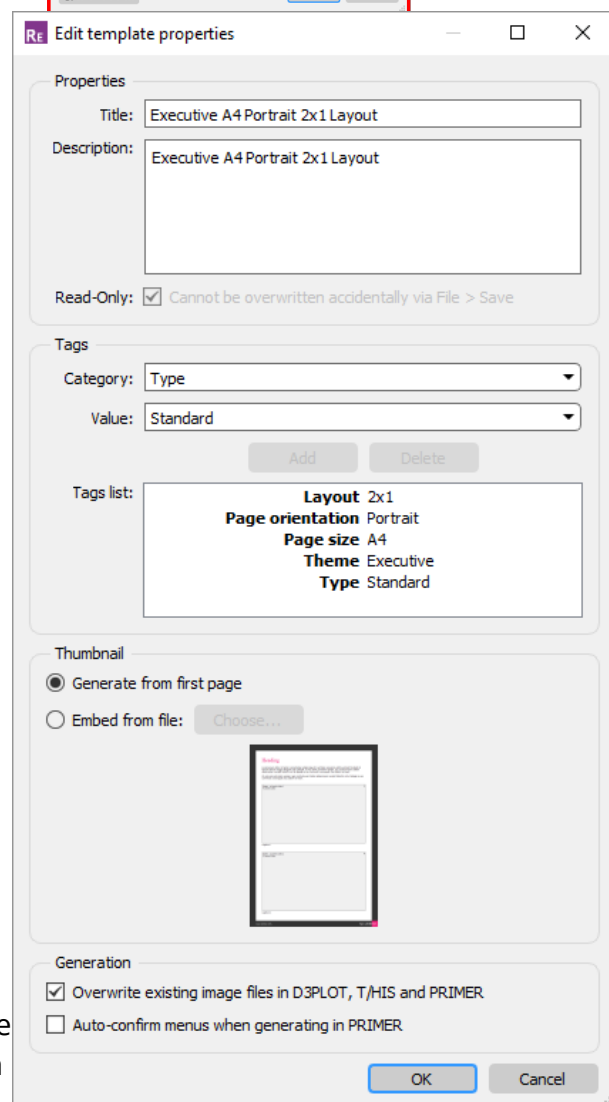 RE Edit template properties
Properties
Title: Executive A4 Portrait 2x1 Layout
Description: Executive A4 Portrait 2x1 Layout
Read-Only: Cannot be overwritten accidentally via File > Save
Tags
Category: Type
Value: Standard
Add Delete
Tags list: Layout 2x1
Page orientation Portrait
Page size A4
Theme Executive
Type Standard
Thumbnail
Generate from first page
Embed from file: Choose...
Heading
Generation
Overwrite existing image files in D3PLOT, T/HIS and PRIMER
Auto-confirm menus when generating in PRIMER
OK Cancel